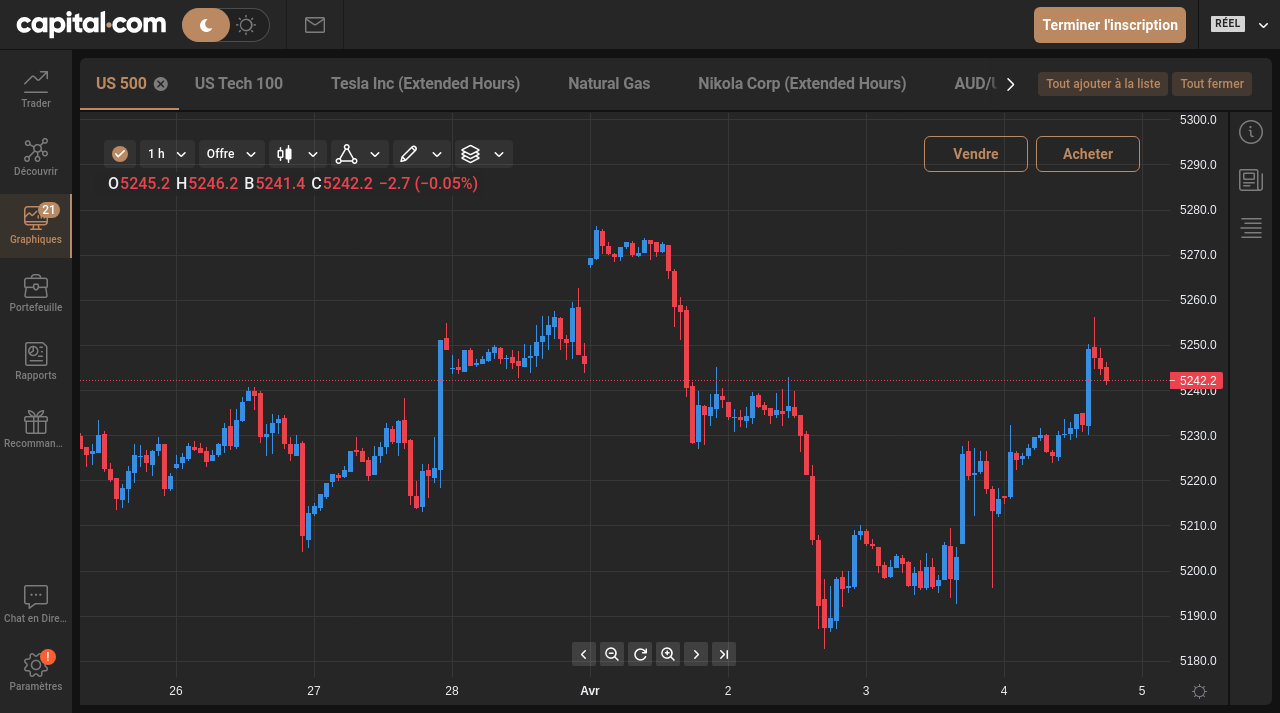 capital.com
Terminer l'inscription
RÉEL
Trader
Découvrir
21
Graphiques
Portefeuille
Rapports
Recomman...
Chat en Dire...
!
Paramètres
US 500
US Tech 100
Tesla Inc (Extended Hours)
Natural Gas
Nikola Corp (Extended Hours)
AUD/
Tout ajouter à la liste
Tout fermer
1 h
Offre
Vendre
Acheter
O5245.2 H5246.2 B5241.4 C5242.2 −2.7 (−0.05%)
5300.0
5290.0
5280.0
5270.0
5260.0
5250.0
5242.2
5240.0
5230.0
5220.0
5210.0
5200.0
5190.0
5180.0
26 27 28 Avr 2 3 4 5